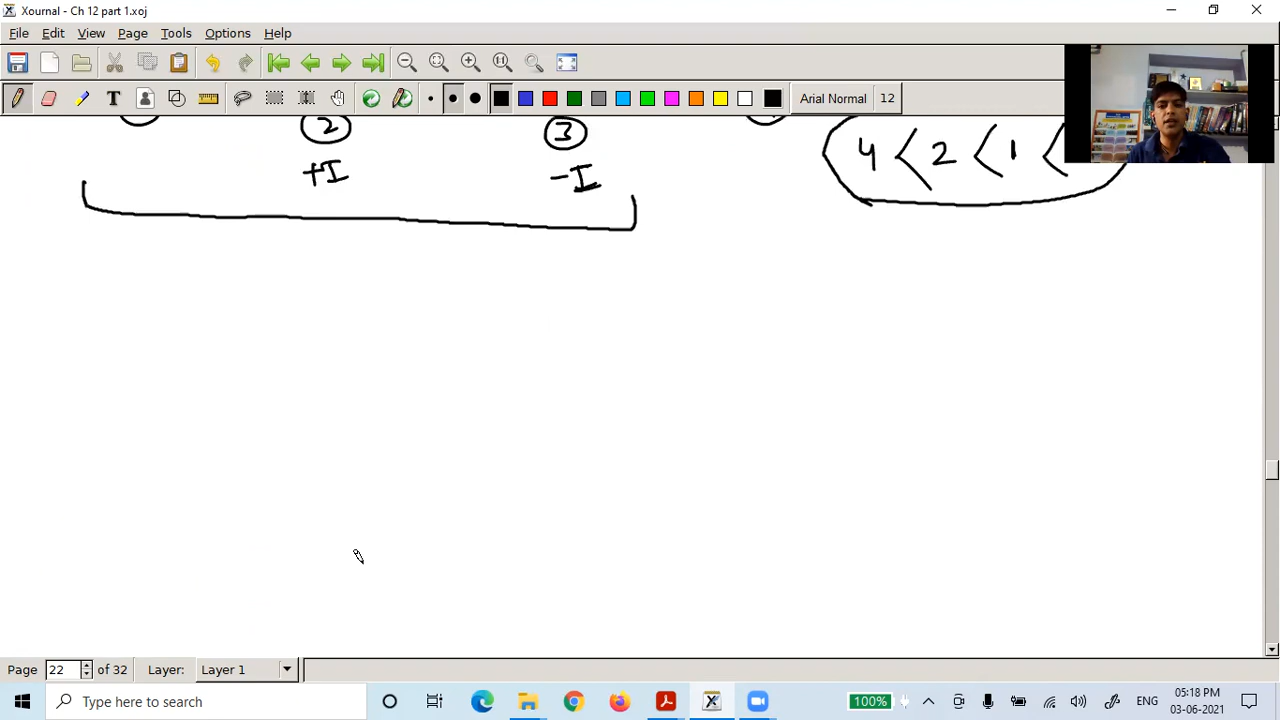 Xournal - Ch 12 part 1.xoj
File Edit View Page Tools Options Help
Arial Normal 12
2 3
+I -I
4 < 2 < 1 <
Page 22 of 32 Layer: Layer 1
Type here to search
100%
ENG
05:18 PM
03-06-2021